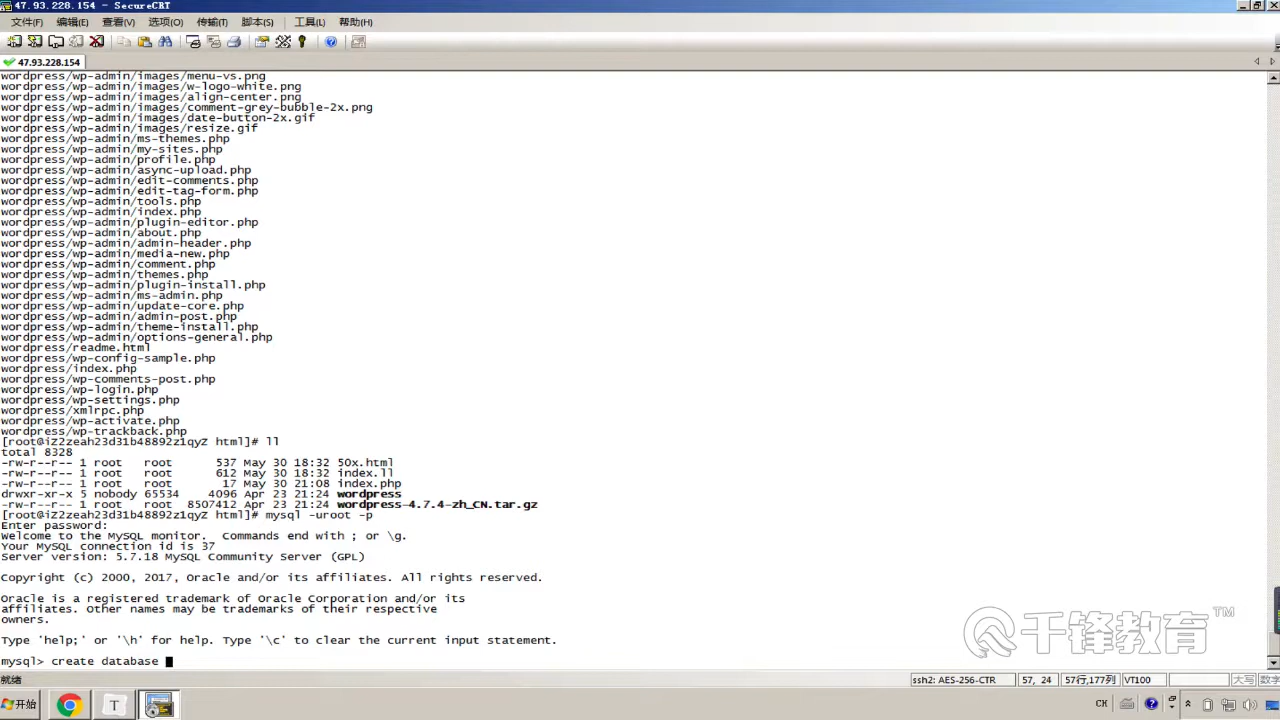 47.93.228.154 - SecureCRT
文件(F) 编辑(E) 查看(V) 选项(O) 传输(T) 脚本(S) 工具(L) 帮助(H)
47.93.228.154
wordpress/wp-admin/images/menu-vs.png
wordpress/wp-admin/images/w-logo-white.png
wordpress/wp-admin/images/align-center.png
wordpress/wp-admin/images/comment-grey-bubble-2x.png
wordpress/wp-admin/images/date-button-2x.gif
wordpress/wp-admin/images/resize.gif
wordpress/wp-admin/ms-themes.php
wordpress/wp-admin/my-sites.php
wordpress/wp-admin/profile.php
wordpress/wp-admin/async-upload.php
wordpress/wp-admin/edit-comments.php
wordpress/wp-admin/edit-tag-form.php
wordpress/wp-admin/tools.php
wordpress/wp-admin/index.php
wordpress/wp-admin/plugin-editor.php
wordpress/wp-admin/about.php
wordpress/wp-admin/admin-header.php
wordpress/wp-admin/media-new.php
wordpress/wp-admin/comment.php
wordpress/wp-admin/themes.php
wordpress/wp-admin/plugin-install.php
wordpress/wp-admin/ms-admin.php
wordpress/wp-admin/update-core.php
wordpress/wp-admin/admin-post.php
wordpress/wp-admin/theme-install.php
wordpress/wp-admin/options-general.php
wordpress/readme.html
wordpress/wp-config-sample.php
wordpress/index.php
wordpress/wp-comments-post.php
wordpress/wp-login.php
wordpress/wp-settings.php
wordpress/xmlrpc.php
wordpress/wp-activate.php
wordpress/wp-trackback.php
[root@iZ2zeah23d31b48892z1qyZ html]# ll
total 8328
-rw-r--r-- 1 root root 537 May 30 18:32 50x.html
-rw-r--r-- 1 root root 612 May 30 18:32 index.ll
-rw-r--r-- 1 root root 17 May 30 21:08 index.php
drwxr-xr-x 5 nobody 65534 4096 Apr 23 21:24 wordpress
-rw-r--r-- 1 root root 8507412 Apr 23 21:24 wordpress-4.7.4-zh_CN.tar.gz
[root@iZ2zeah23d31b48892z1qyZ html]# mysql -uroot -p
Enter password:
Welcome to the MySQL monitor. Commands end with ; or \g.
Your MySQL connection id is 37
Server version: 5.7.18 MySQL Community Server (GPL)
Copyright (c) 2000, 2017, Oracle and/or its affiliates. All rights reserved.
Oracle is a registered trademark of Oracle Corporation and/or its
affiliates. Other names may be trademarks of their respective
owners.
Type 'help;' or '\h' for help. Type '\c' to clear the current input statement.
mysql> create database
千锋教育™
就绪 ssh2: AES-256-CTR 57, 24 57行,177列 VT100 大写 数字
开始 T CH